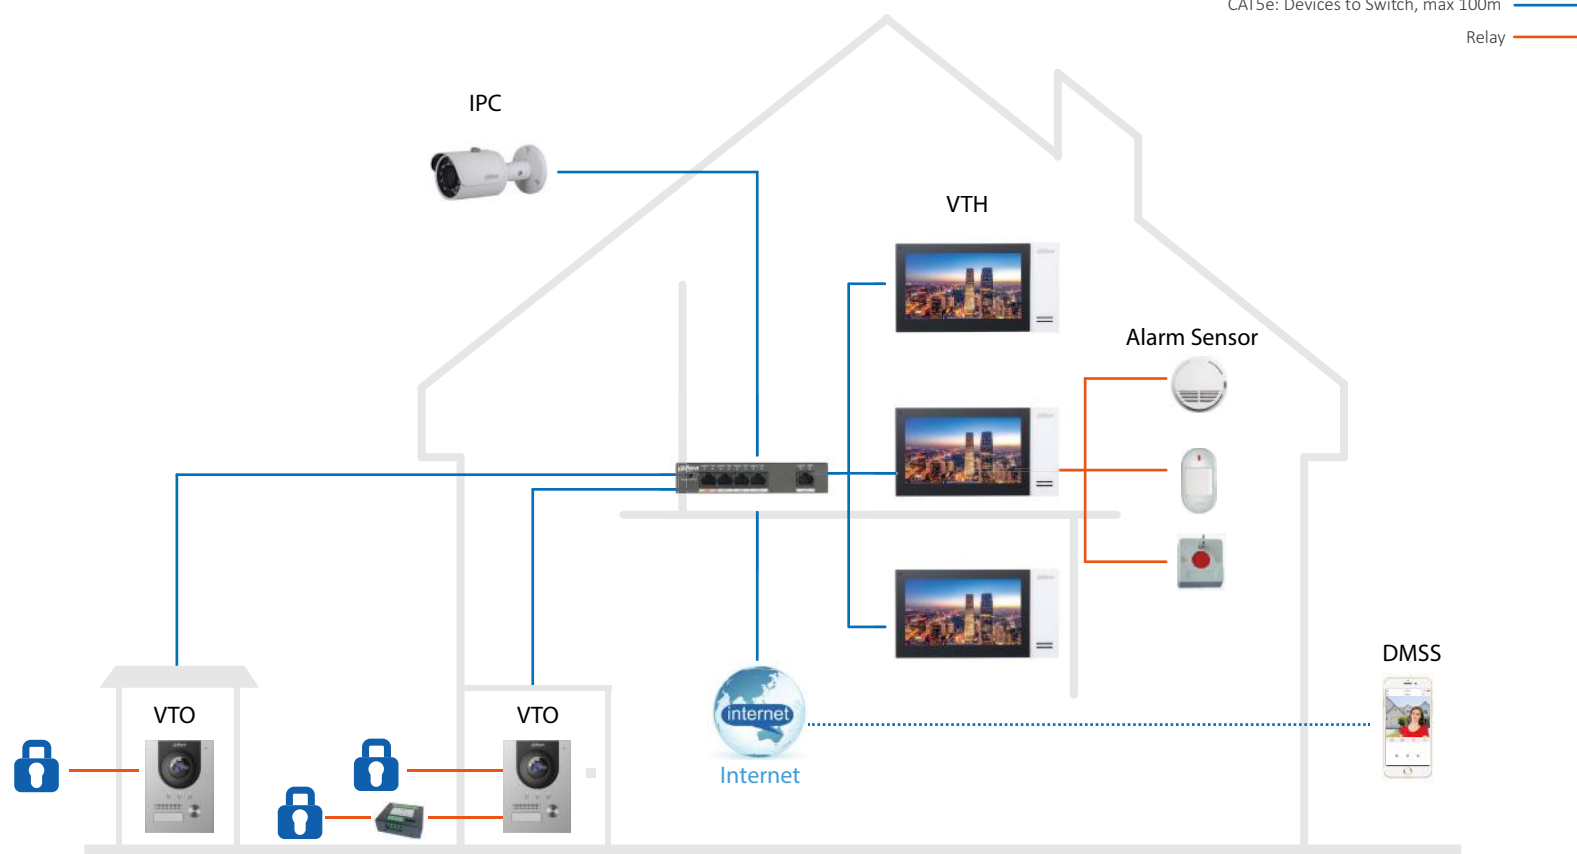 CAT5e: Devices to Switch, max 100m
Relay
IPC
VTH
Alarm Sensor
DMSS
VTO
VTO
internet
Internet